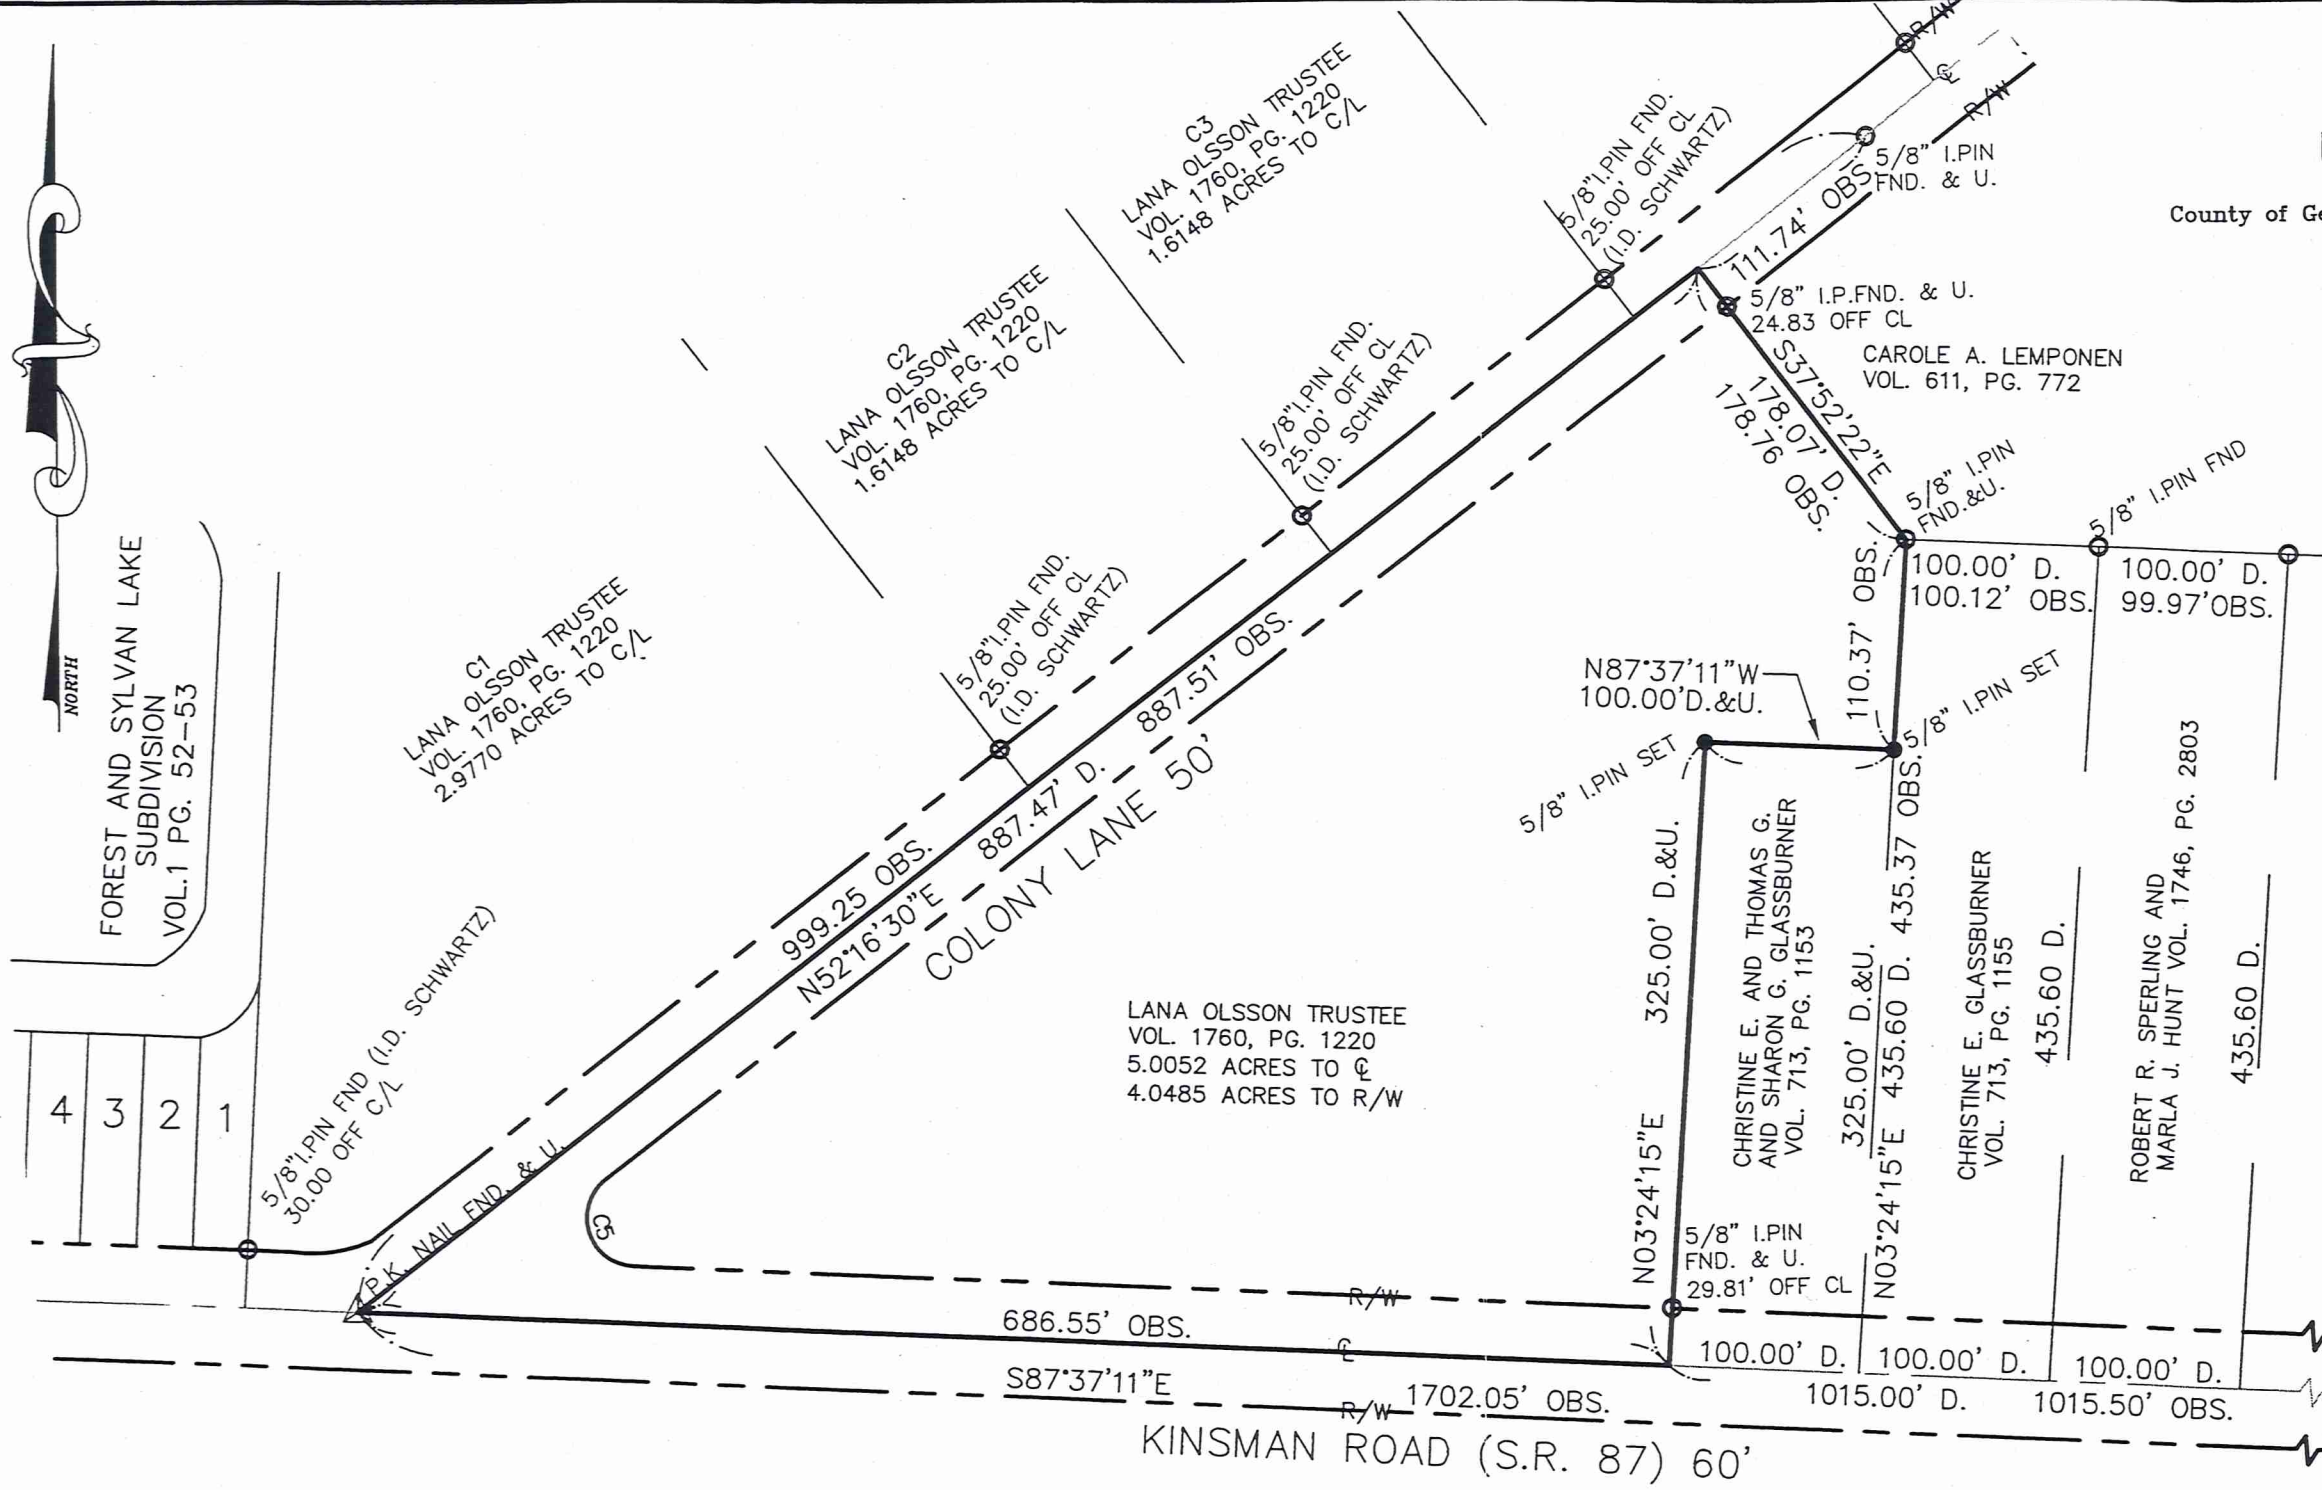 NORTH
FOREST AND SYLVAN LAKE
SUBDIVISION
VOL.1 PG. 52-53
4
3
2
1
C1
LANA OLSSON TRUSTEE
VOL. 1760, PG. 1220
2.9770 ACRES TO C/L
C2
LANA OLSSON TRUSTEE
VOL. 1760, PG. 1220
1.6148 ACRES TO C/L
C3
LANA OLSSON TRUSTEE
VOL. 1760, PG. 1220
1.6148 ACRES TO C/L
5/8"I.PIN FND (I.D. SCHWARTZ)
30.00 OFF C/L
5/8"I.PIN FND.
25.00' OFF CL
(I.D. SCHWARTZ)
5/8"I.PIN FND.
25.00' OFF CL
(I.D. SCHWARTZ)
5/8"I.PIN FND.
25.00' OFF CL
(I.D. SCHWARTZ)
R/W
℄
R/W
5/8" I.PIN
FND. & U.
111.74' OBS.
County of Ge
5/8" I.P.FND. & U.
24.83 OFF CL
CAROLE A. LEMPONEN
VOL. 611, PG. 772
S37°52'22"E
178.07' D.
178.76 OBS.
5/8" I.PIN
FND.&U.
5/8" I.PIN FND
100.00' D.
100.12' OBS.
100.00' D.
99.97'OBS.
110.37' OBS.
N87°37'11"W
100.00'D.&U.
5/8" I.PIN SET
5/8" I.PIN SET
999.25 OBS.
887.51' OBS.
N52°16'30"E
887.47' D.
COLONY LANE 50'
P.K. NAIL FND. & U.
C5
LANA OLSSON TRUSTEE
VOL. 1760, PG. 1220
5.0052 ACRES TO ℄
4.0485 ACRES TO R/W
N03°24'15"E
325.00' D.&U.
CHRISTINE E. AND THOMAS G.
AND SHARON G. GLASSBURNER
VOL. 713, PG. 1153
325.00' D.&U.
N03°24'15"E 435.60 D. 435.37 OBS.
CHRISTINE E. GLASSBURNER
VOL. 713, PG. 1155
435.60 D.
ROBERT R. SPERLING AND
MARLA J. HUNT VOL. 1746, PG. 2803
435.60 D.
5/8" I.PIN
FND. & U.
29.81' OFF CL
R/W
686.55' OBS.
℄
100.00' D.
100.00' D.
100.00' D.
S87°37'11"E
R/W
1702.05' OBS.
1015.00' D.
1015.50' OBS.
KINSMAN ROAD (S.R. 87) 60'